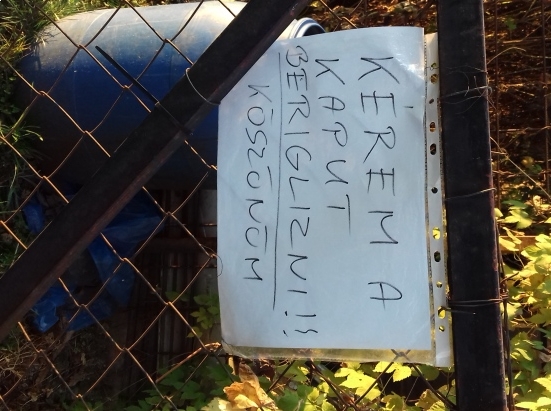 KÉREM A
KAPUT
BERIGLIZNI!!
KÖSZÖNÖM